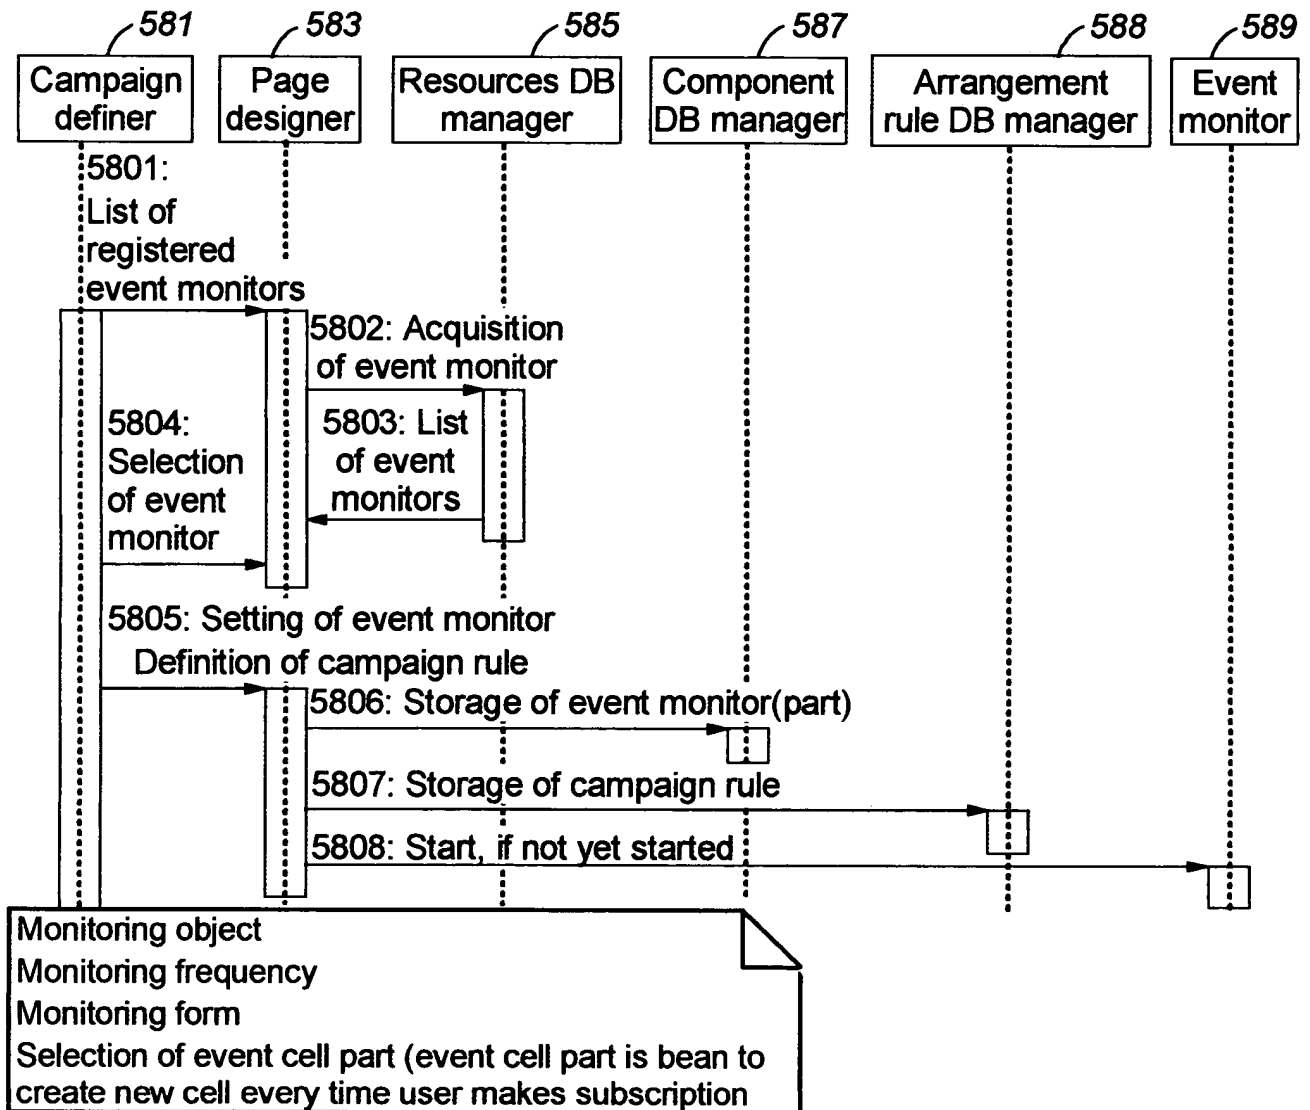 581
583
585
587
588
589
Campaign
definer
Page
designer
Resources DB
manager
Component
DB manager
Arrangement
rule DB manager
Event
monitor
5801:
List of
registered
event monitors
5802: Acquisition
of event monitor
5803: List
of event
monitors
5804:
Selection
of event
monitor
5805: Setting of event monitor
Definition of campaign rule
5806: Storage of event monitor(part)
5807: Storage of campaign rule
5808: Start, if not yet started
Monitoring object
Monitoring frequency
Monitoring form
Selection of event cell part (event cell part is bean to
create new cell every time user makes subscription